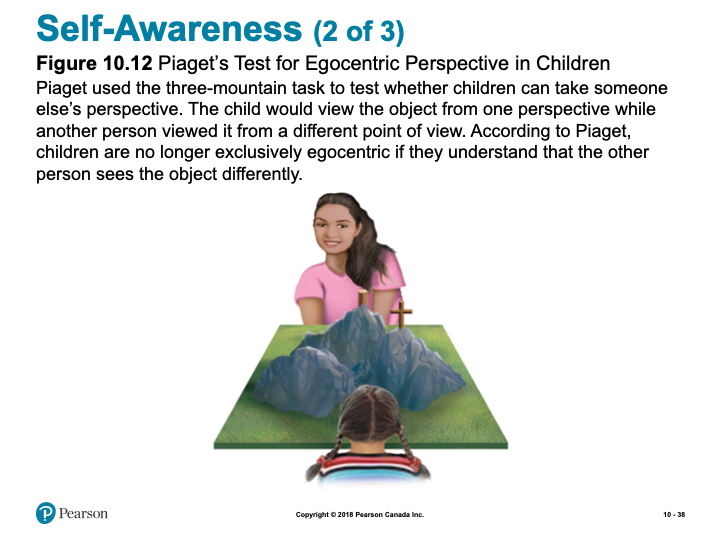 Self-Awareness (2 of 3)
Figure 10.12 Piaget’s Test for Egocentric Perspective in Children
Piaget used the three-mountain task to test whether children can take someone
else’s perspective. The child would view the object from one perspective while
another person viewed it from a different point of view. According to Piaget,
children are no longer exclusively egocentric if they understand that the other
person sees the object differently.
P Pearson
Copyright © 2018 Pearson Canada Inc.
10 - 38